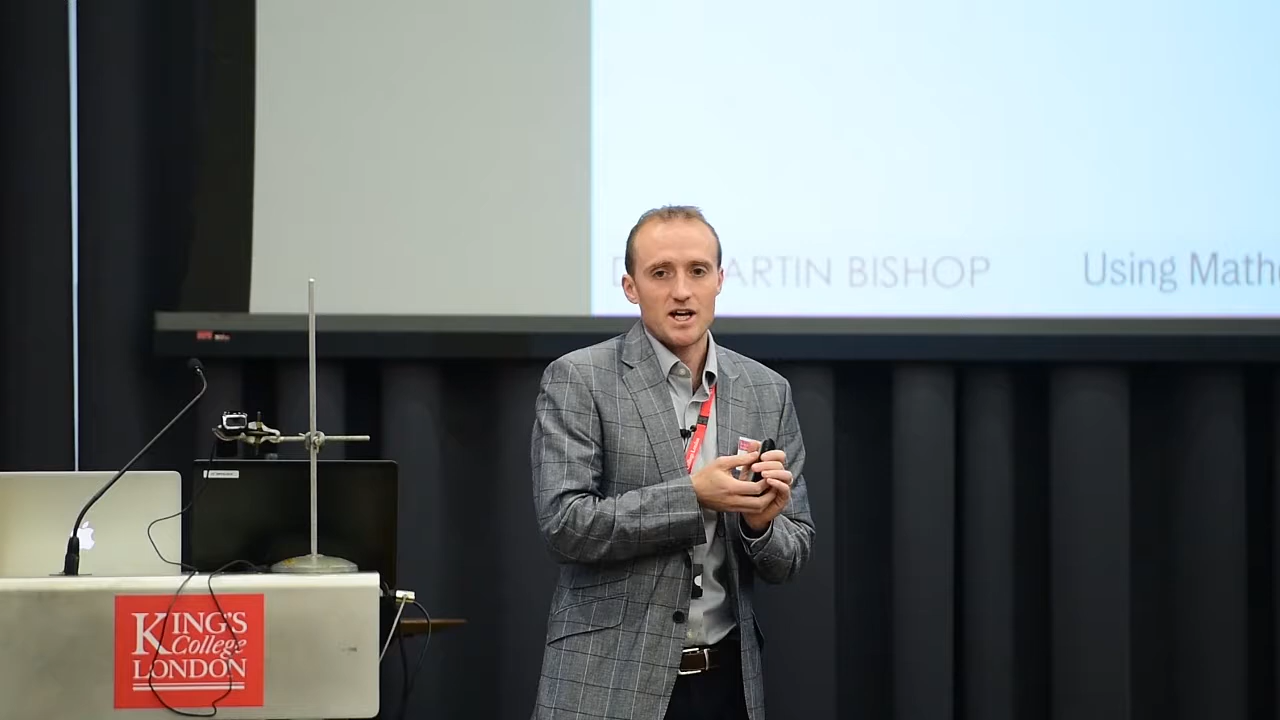 ARTIN BISHOP
Using Mathe
KING'S
College
LONDON